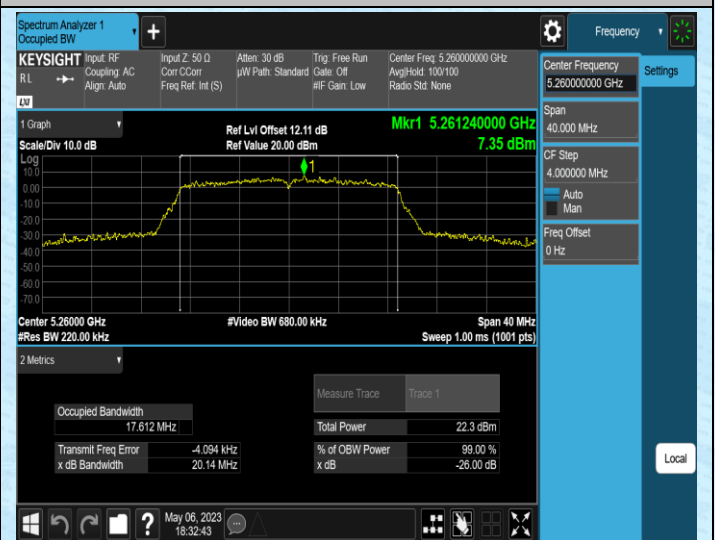 Spectrum Analyzer 1
Occupied BW
+
Frequency
KEYSIGHT
RL
LXI
Input: RF
Coupling: AC
Align: Auto
Input Z: 50 Ω
Corr CCorr
Freq Ref: Int (S)
Atten: 30 dB
µW Path: Standard
Trig: Free Run
Gate: Off
#IF Gain: Low
Center Freq: 5.260000000 GHz
Avg|Hold: 100/100
Radio Std: None
Center Frequency
5.260000000 GHz
Settings
Span
40.000 MHz
CF Step
4.000000 MHz
Auto
Man
Freq Offset
0 Hz
Local
1 Graph
Scale/Div 10.0 dB
Ref Lvl Offset 12.11 dB
Ref Value 20.00 dBm
Mkr1 5.261240000 GHz
7.35 dBm
Log
10.0
0.00
-10.0
-20.0
-30.0
-40.0
-50.0
-60.0
-70.0
1
Center 5.26000 GHz
#Res BW 220.00 kHz
#Video BW 680.00 kHz
Span 40 MHz
Sweep 1.00 ms (1001 pts)
2 Metrics
Measure Trace Trace 1
Occupied Bandwidth
17.612 MHz
Total Power 22.3 dBm
Transmit Freq Error -4.094 kHz
% of OBW Power 99.00 %
x dB Bandwidth 20.14 MHz
x dB -26.00 dB
?
May 06, 2023
18:32:43